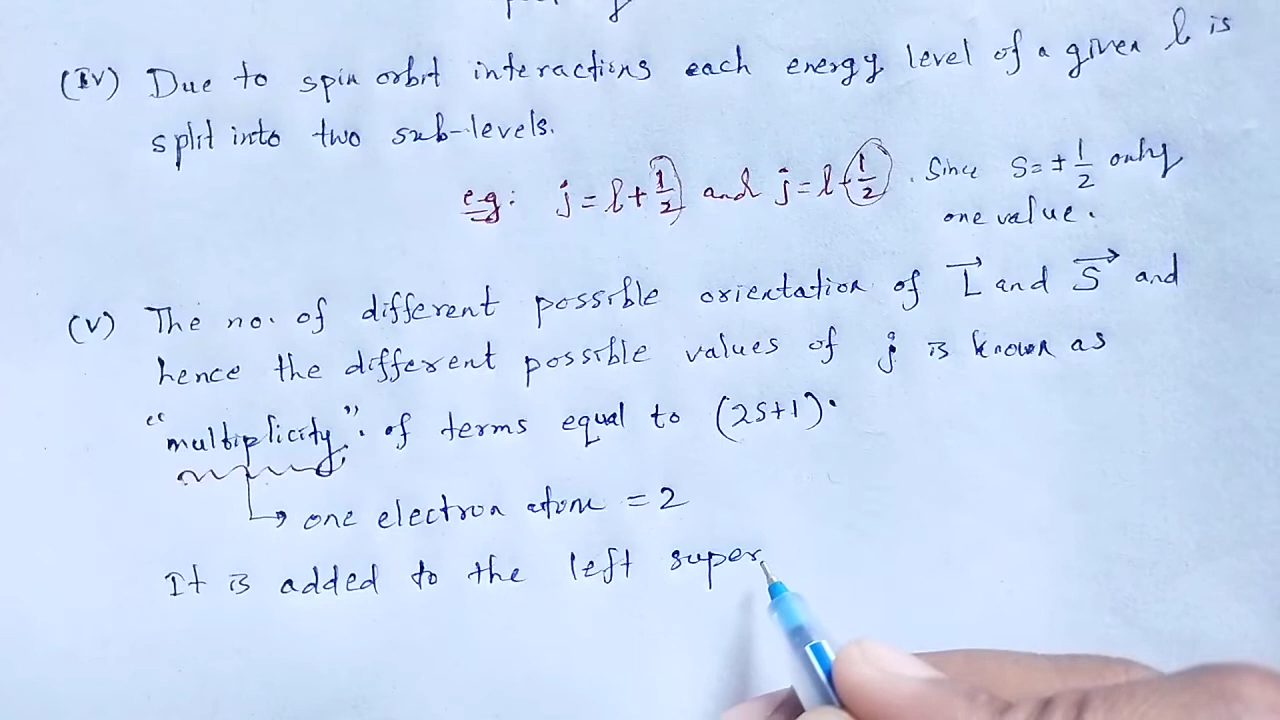 (IV) Due to spin orbit interactions each energy level of a given l is
split into two sub-levels.
e.g: j = l + 1/2 and j = l - 1/2 . Since S = ± 1/2 only
one value.
(V) The no. of different possible orientation of L⃗ and S⃗ and
hence the different possible values of j is known as
"multiplicity" of terms equal to (2S+1).
↳ one electron atom = 2
It is added to the left super